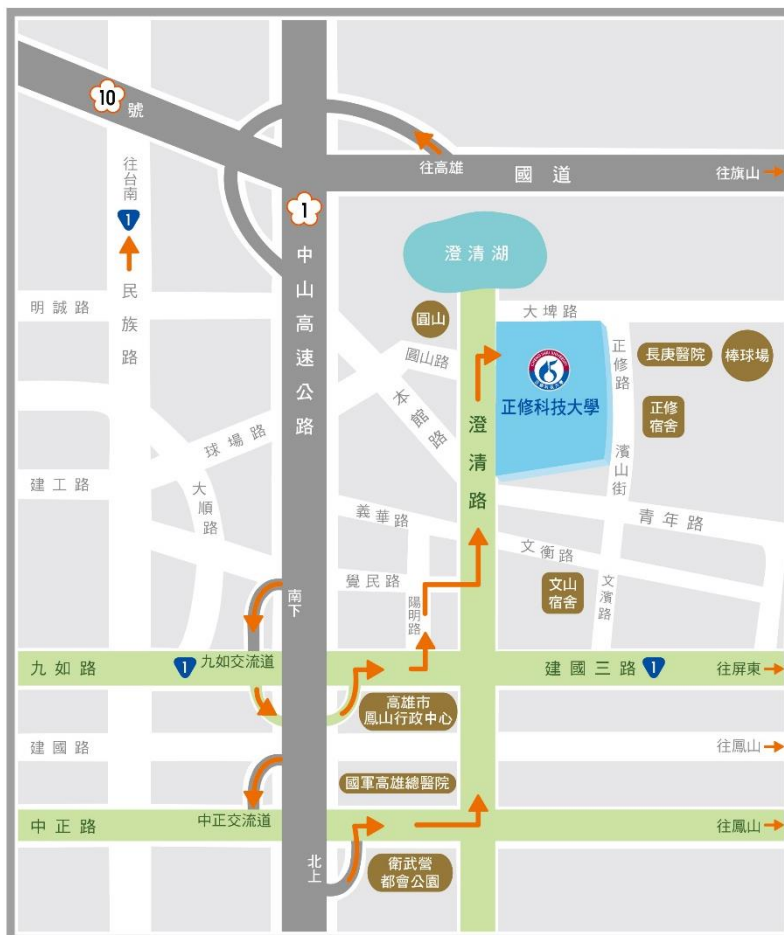 10
號
往台南
1
民族路
1
中山高速公路
往高雄
國道
往旗山
澄清湖
明誠路
圓山
大埤路
圓山路
正修科技大學
正修路
長庚醫院
棒球場
正修
宿舍
本館路
澄清路
球場路
濱山街
建工路
大順路
義華路
青年路
文衡路
覺民路
陽明路
文山
宿舍
文濱路
南下
九如路
1
九如交流道
建國三路
1
往屏東
高雄市
鳳山行政中心
建國路
往鳳山
國軍高雄總醫院
中正路
中正交流道
往鳳山
北上
衛武營
都會公園